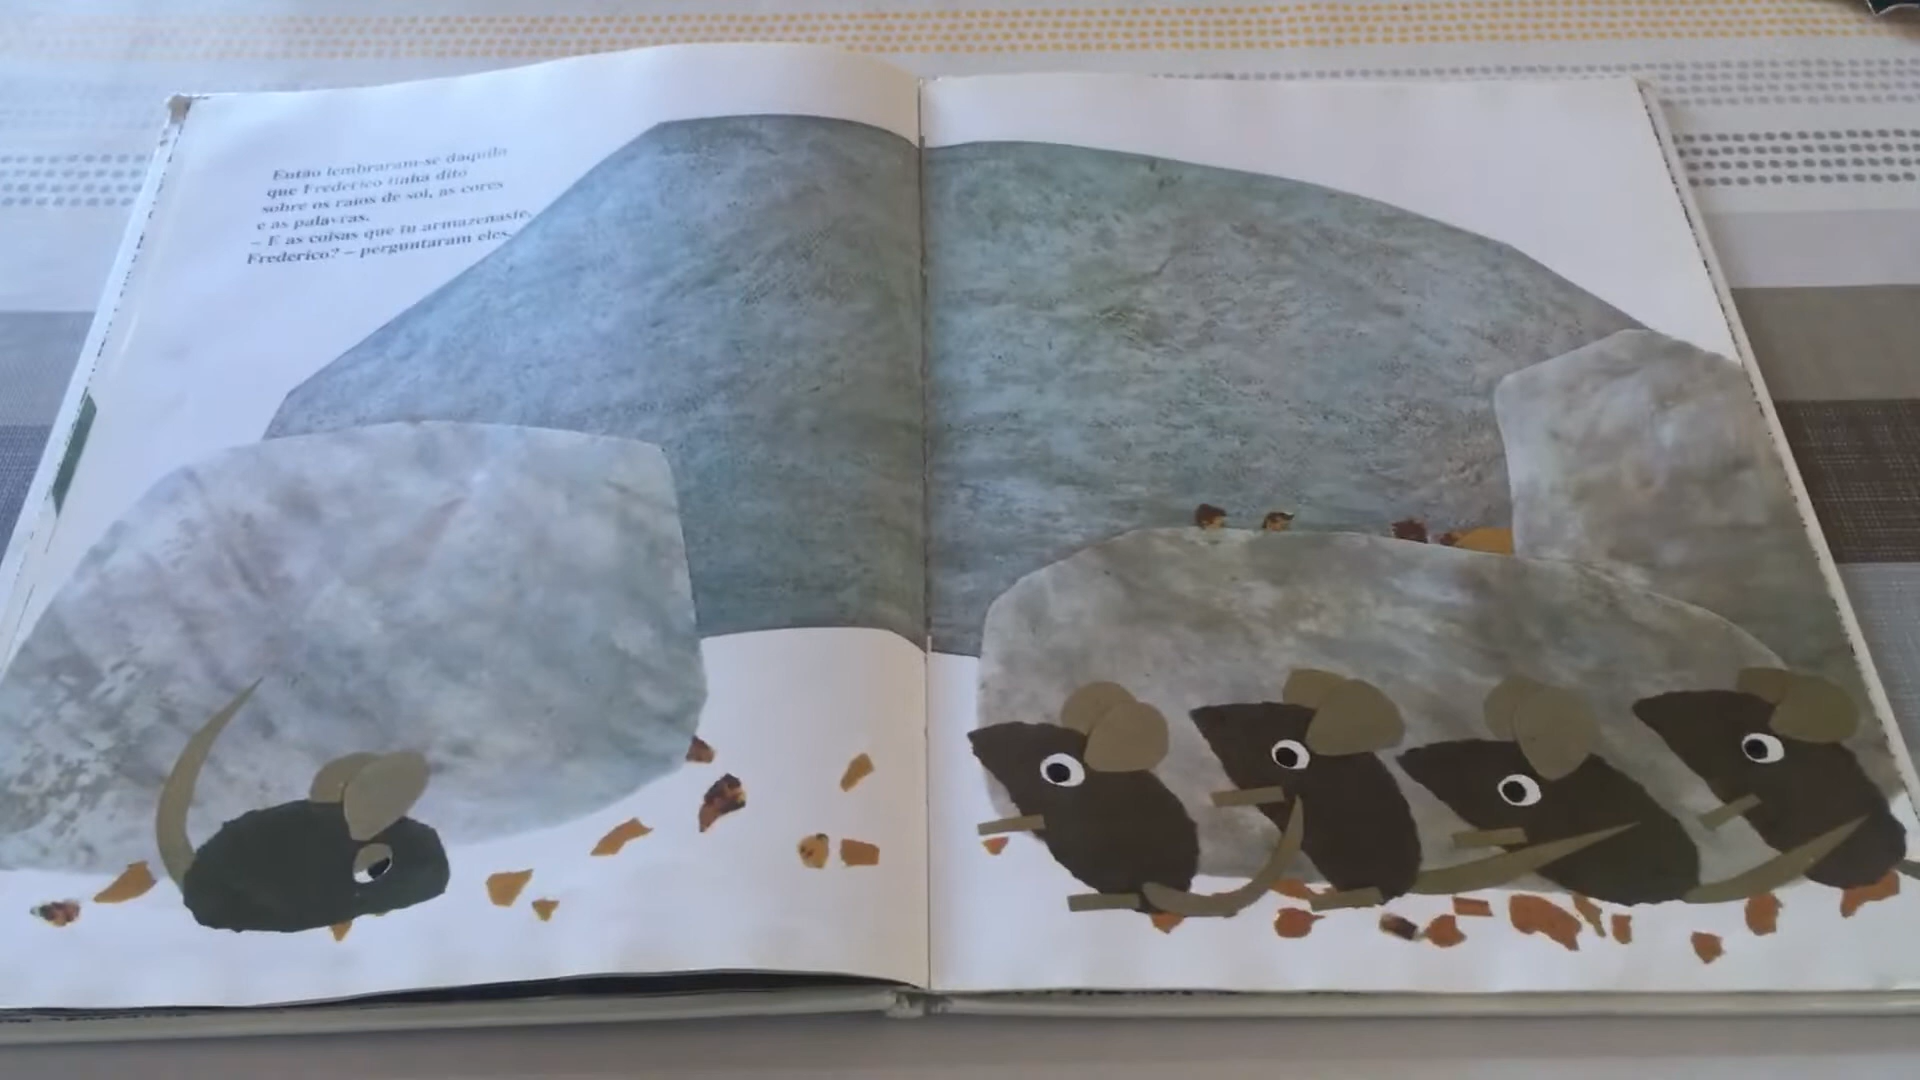 Então lembraram-se daquilo
que Frederico tinha dito
sobre os raios de sol, as cores
e as palavras.
– E as coisas que tu armazenaste,
Frederico? – perguntaram eles.